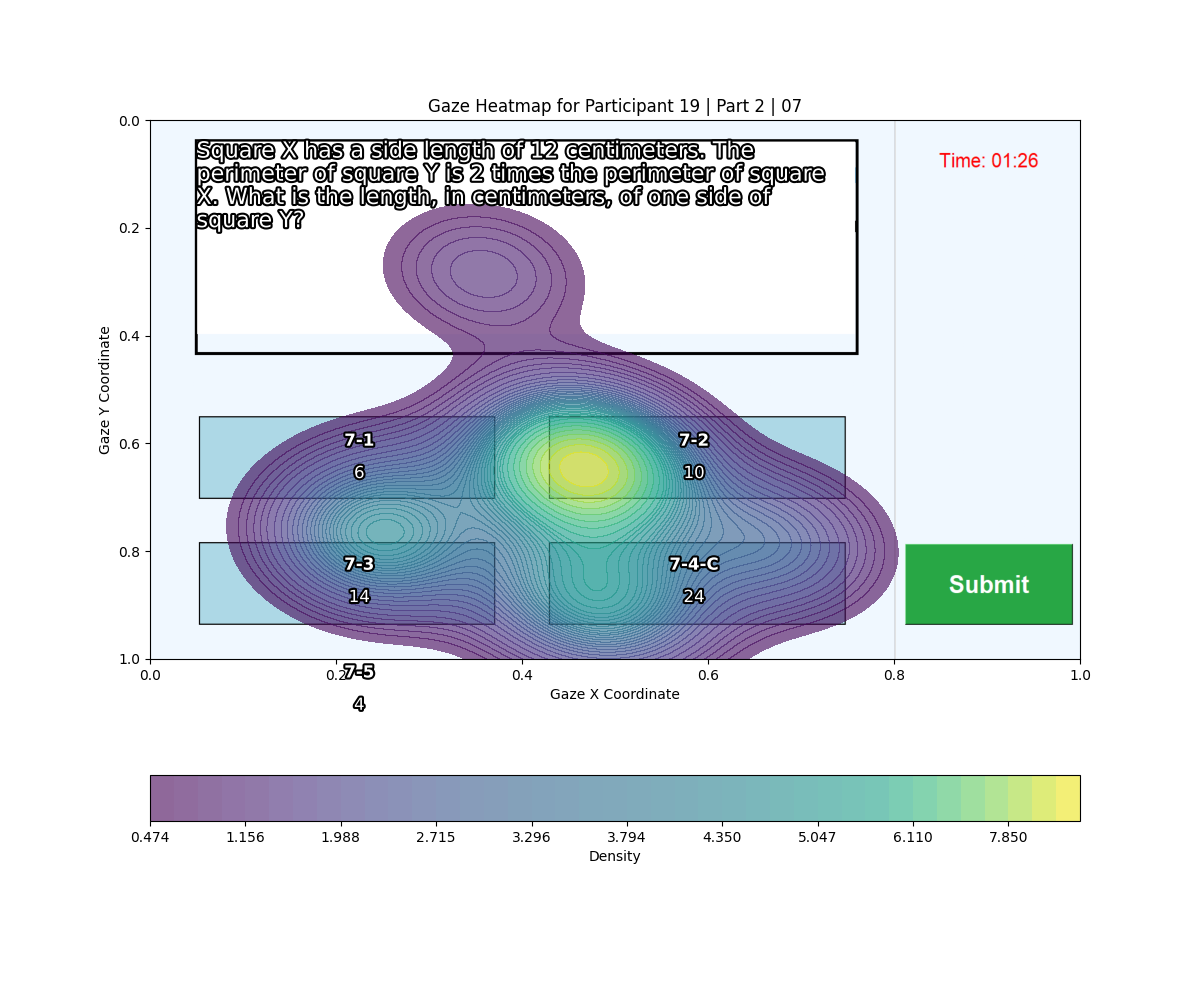 Gaze Heatmap for Participant 19 | Part 2 | 07
Square X has a side length of 12 centimeters. The
perimeter of square Y is 2 times the perimeter of square
X. What is the length, in centimeters, of one side of
square Y?
Time: 01:26
0.0
0.2
0.4
0.6
0.8
1.0
Gaze Y Coordinate
7-1
6
7-2
10
7-3
14
7-4-C
24
Submit
7-5
4
0.0
0.2
0.4
0.6
0.8
1.0
Gaze X Coordinate
0.474
1.156
1.988
2.715
3.296
3.794
4.350
5.047
6.110
7.850
Density